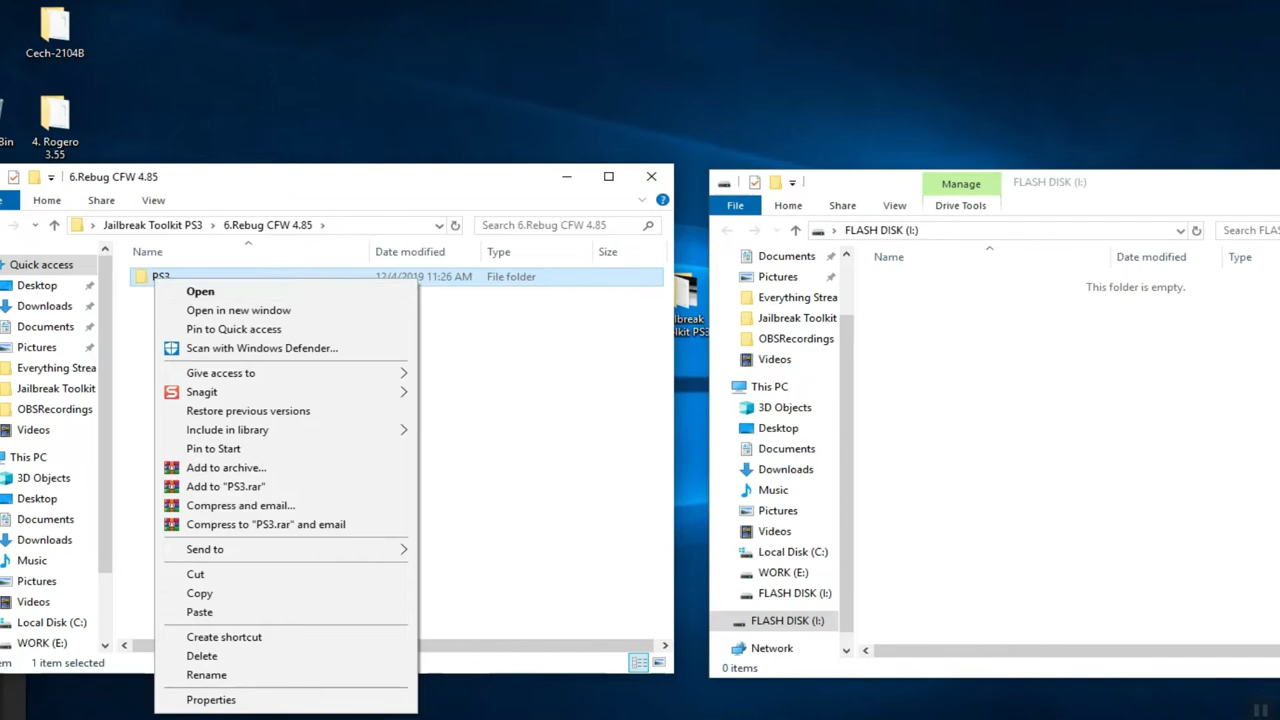 Cech-2104B
Bin
4. Rogero
3.55
6.Rebug CFW 4.85
Home Share View
Jailbreak Toolkit PS3 > 6.Rebug CFW 4.85 >
Search 6.Rebug CFW 4.85
Name Date modified Type Size
Quick access
Desktop
Downloads
Documents
Pictures
Everything Strea
Jailbreak Toolkit
OBSRecordings
Videos
This PC
3D Objects
Desktop
Documents
Downloads
Music
Pictures
Videos
Local Disk (C:)
WORK (E:)
1 item selected
PS3 12/4/2019 11:26 AM File folder
Open
Open in new window
Pin to Quick access
Scan with Windows Defender...
Give access to
Snagit
Restore previous versions
Include in library
Pin to Start
Add to archive...
Add to "PS3.rar"
Compress and email...
Compress to "PS3.rar" and email
Send to
Cut
Copy
Paste
Create shortcut
Delete
Rename
Properties
lbreak
lkit PS3
Manage FLASH DISK (I:)
File Home Share View Drive Tools
FLASH DISK (I:)
Search FLAS
Name Date modified Type
This folder is empty.
Documents
Pictures
Everything Strea
Jailbreak Toolkit
OBSRecordings
Videos
This PC
3D Objects
Desktop
Documents
Downloads
Music
Pictures
Videos
Local Disk (C:)
WORK (E:)
FLASH DISK (I:)
FLASH DISK (I:)
Network
0 items